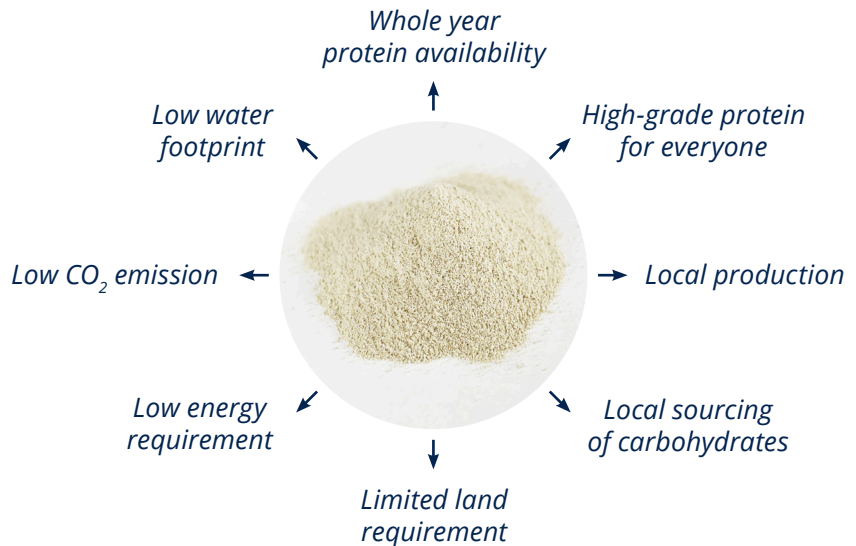 Whole year
protein availability
High-grade protein
for everyone
Local production
Local sourcing
of carbohydrates
Limited land
requirement
Low energy
requirement
Low CO₂ emission
Low water
footprint